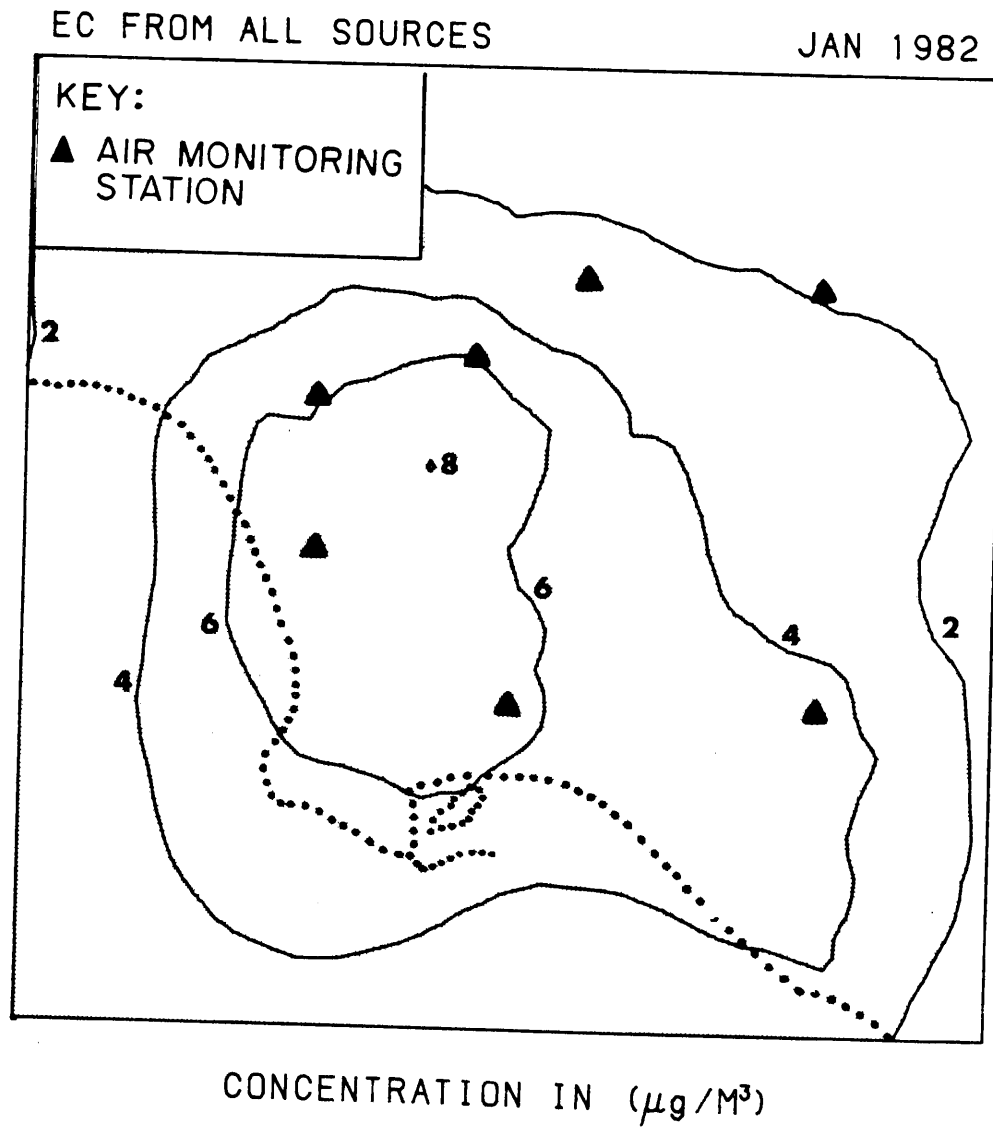 EC FROM ALL SOURCES
JAN 1982
KEY:
▲ AIR MONITORING
STATION
2
8
6
6
2
4
4
CONCENTRATION IN (μg/M³)